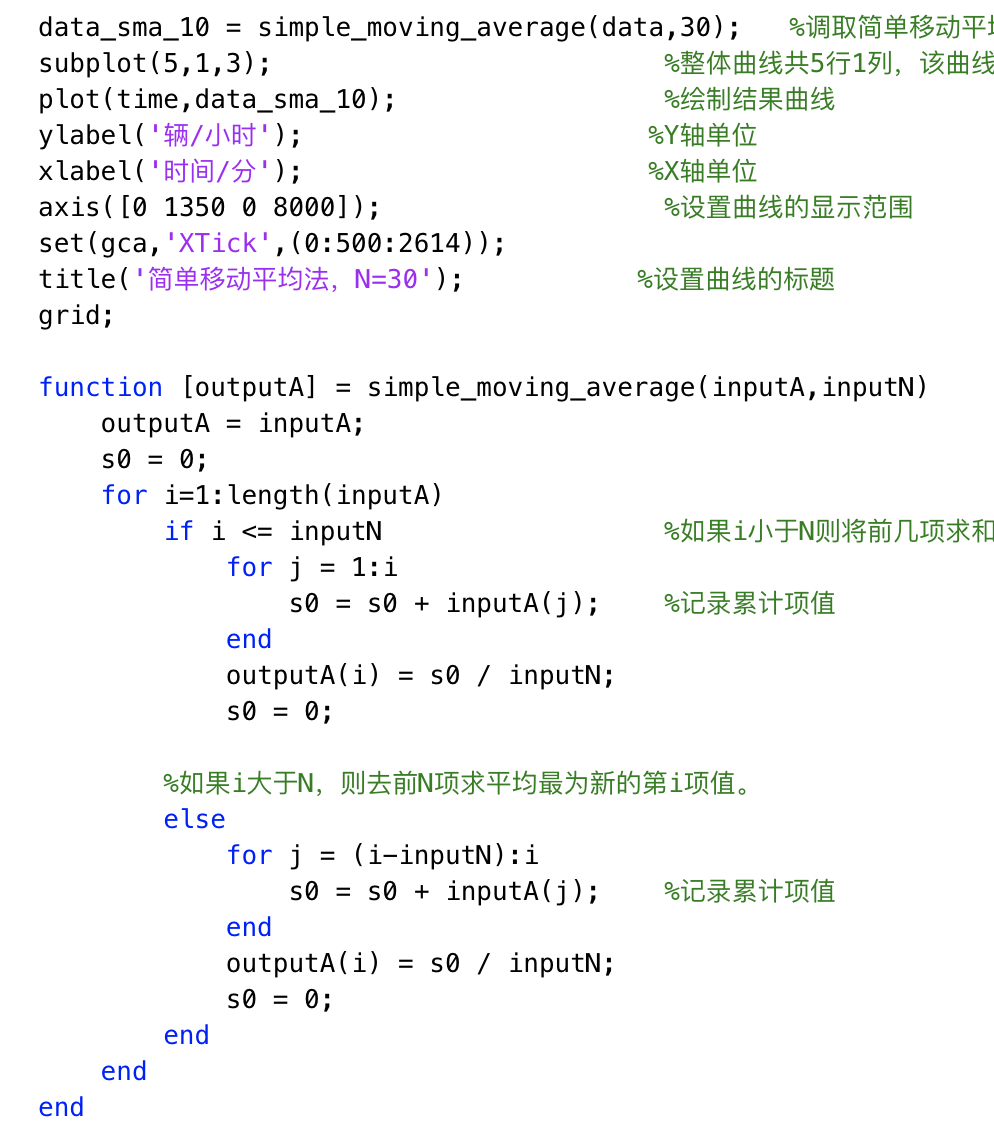 data_sma_10 = simple_moving_average(data,30);   %调取简单移动平
subplot(5,1,3);                         %整体曲线共5行1列，该曲线
plot(time,data_sma_10);                 %绘制结果曲线
ylabel('辆/小时');                      %Y轴单位
xlabel('时间/分');                      %X轴单位
axis([0 1350 0 8000]);                  %设置曲线的显示范围
set(gca,'XTick',(0:500:2614));
title('简单移动平均法，N=30');           %设置曲线的标题
grid;
function [outputA] = simple_moving_average(inputA,inputN)
    outputA = inputA;
    s0 = 0;
    for i=1:length(inputA)
        if i <= inputN                  %如果i小于N则将前几项求和
            for j = 1:i
                s0 = s0 + inputA(j);    %记录累计项值
            end
            outputA(i) = s0 / inputN;
            s0 = 0;
        %如果i大于N，则去前N项求平均最为新的第i项值。
        else
            for j = (i-inputN):i
                s0 = s0 + inputA(j);    %记录累计项值
            end
            outputA(i) = s0 / inputN;
            s0 = 0;
        end
    end
end